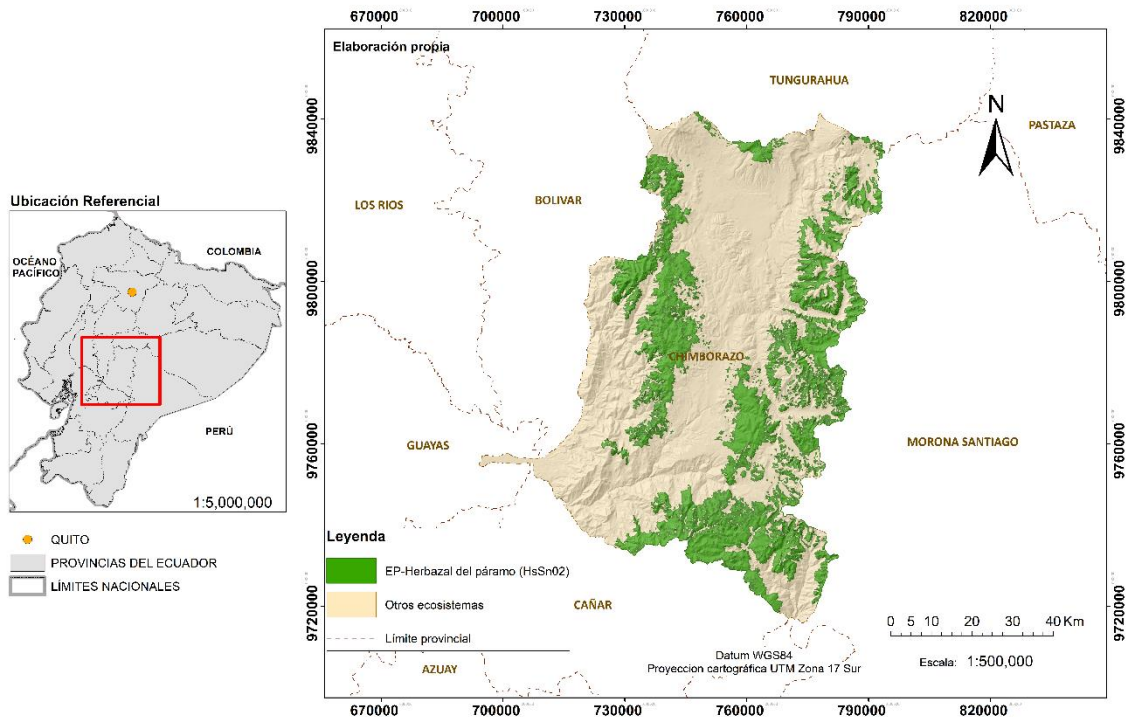 Ubicación Referencial
COLOMBIA
OCÉANO
PACÍFICO
PERÚ
1:5,000,000
QUITO
PROVINCIAS DEL ECUADOR
LÍMITES NACIONALES
670000 700000 730000 760000 790000 820000
Elaboración propia
TUNGURAHUA
N
9840000 9840000
PASTAZA
LOS RIOS
BOLIVAR
9800000 9800000
CHIMBORAZO
GUAYAS
MORONA SANTIAGO
9760000 9760000
Leyenda
EP-Herbazal del páramo (HsSn02)
Otros ecosistemas
Límite provincial
CAÑAR
9720000 9720000
0 5 10 20 30 40 Km
AZUAY
Datum WGS84
Proyeccion cartográfica UTM Zona 17 Sur
Escala: 1:500,000
670000 700000 730000 760000 790000 820000